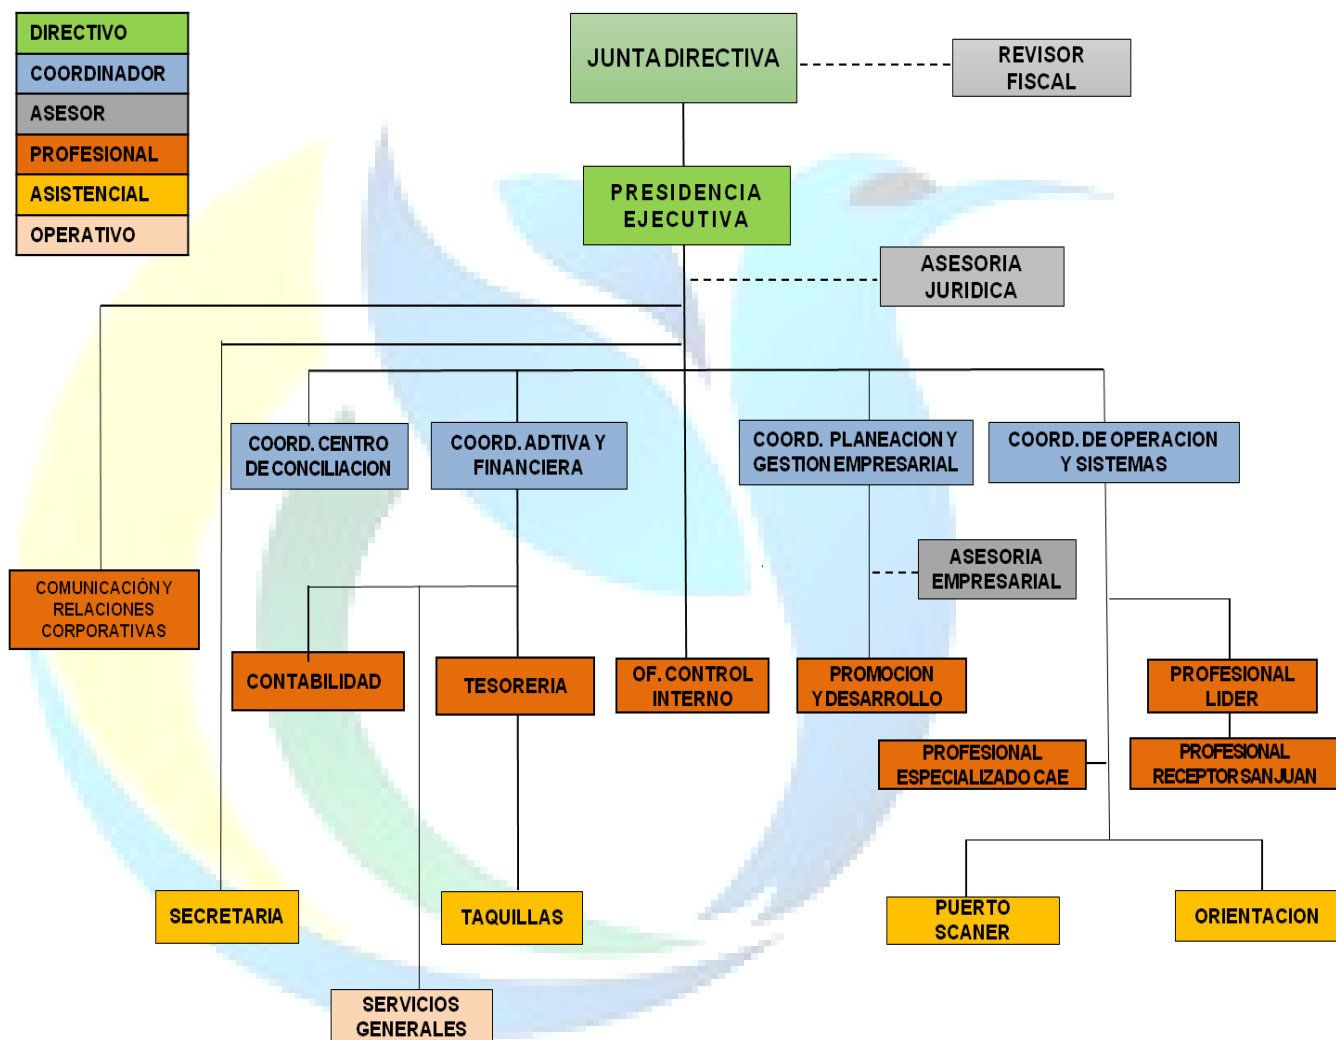 DIRECTIVO
COORDINADOR
ASESOR
PROFESIONAL
ASISTENCIAL
OPERATIVO
JUNTA DIRECTIVA
REVISOR
FISCAL
PRESIDENCIA
EJECUTIVA
ASESORIA
JURIDICA
COORD. CENTRO
DE CONCILIACION
COORD. ADTIVA Y
FINANCIERA
COORD. PLANEACION Y
GESTION EMPRESARIAL
COORD. DE OPERACION
Y SISTEMAS
ASESORIA
EMPRESARIAL
COMUNICACIÓN Y
RELACIONES
CORPORATIVAS
CONTABILIDAD
TESORERIA
OF. CONTROL
INTERNO
PROMOCION
Y DESARROLLO
PROFESIONAL
LIDER
PROFESIONAL
ESPECIALIZADO CAE
PROFESIONAL
RECEPTOR SAN JUAN
SECRETARIA
TAQUILLAS
PUERTO
SCANER
ORIENTACION
SERVICIOS
GENERALES